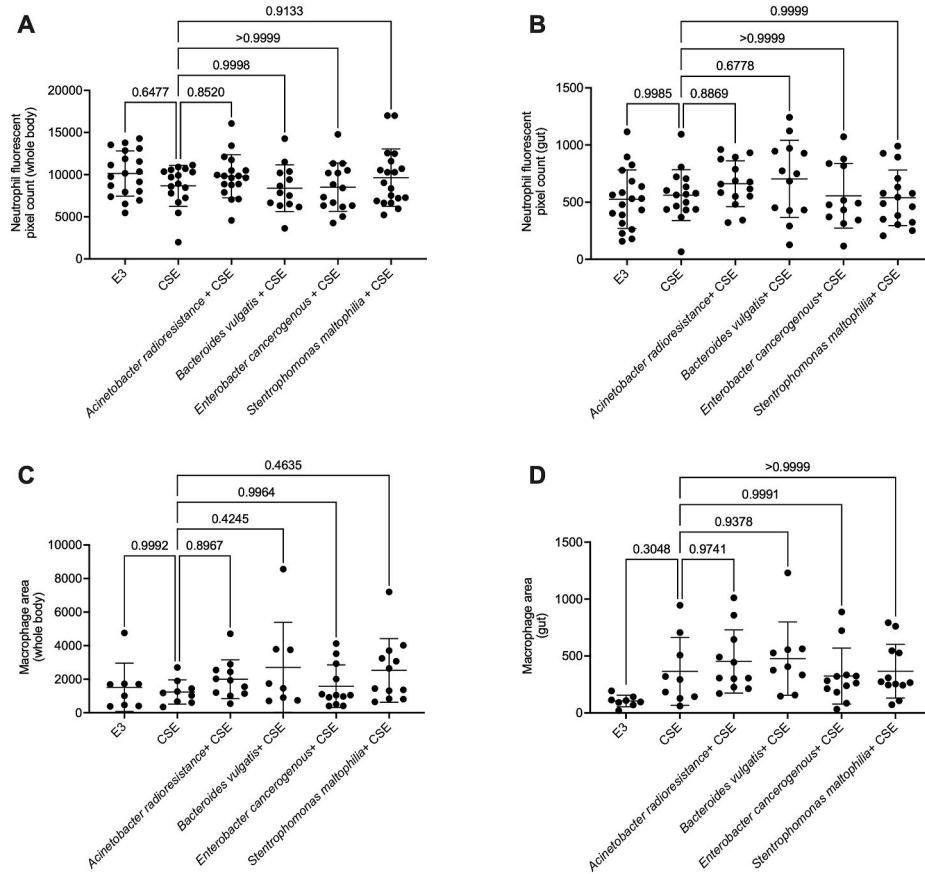 A
0.9133
>0.9999
0.9998
0.6477
0.8520
20000
15000
10000
5000
0
Neutrophil fluorescent
pixel count (whole body)
E3
CSE
Acinetobacter radioresistance + CSE
Bacteroides vulgatis + CSE
Enterobacter cancerogenous + CSE
Stentrophomonas maltophilia + CSE
B
0.9999
>0.9999
0.6778
0.9985
0.8869
1500
1000
500
0
Neutrophil fluorescent
pixel count (gut)
E3
CSE
Acinetobacter radioresistance+ CSE
Bacteroides vulgatis+ CSE
Enterobacter cancerogenous+ CSE
Stentrophomonas maltophilia+ CSE
C
0.4635
0.9964
0.4245
0.9992
0.8967
10000
8000
6000
4000
2000
0
Macrophage area
(whole body)
E3
CSE
Acinetobacter radioresistance+ CSE
Bacteroides vulgatis+ CSE
Enterobacter cancerogenous+ CSE
Stentrophomonas maltophilia+ CSE
D
>0.9999
0.9991
0.9378
0.3048
0.9741
1500
1000
500
0
Macrophage area
(gut)
E3
CSE
Acinetobacter radioresistance+ CSE
Bacteroides vulgatis+ CSE
Enterobacter cancerogenous+ CSE
Stentrophomonas maltophilia+ CSE